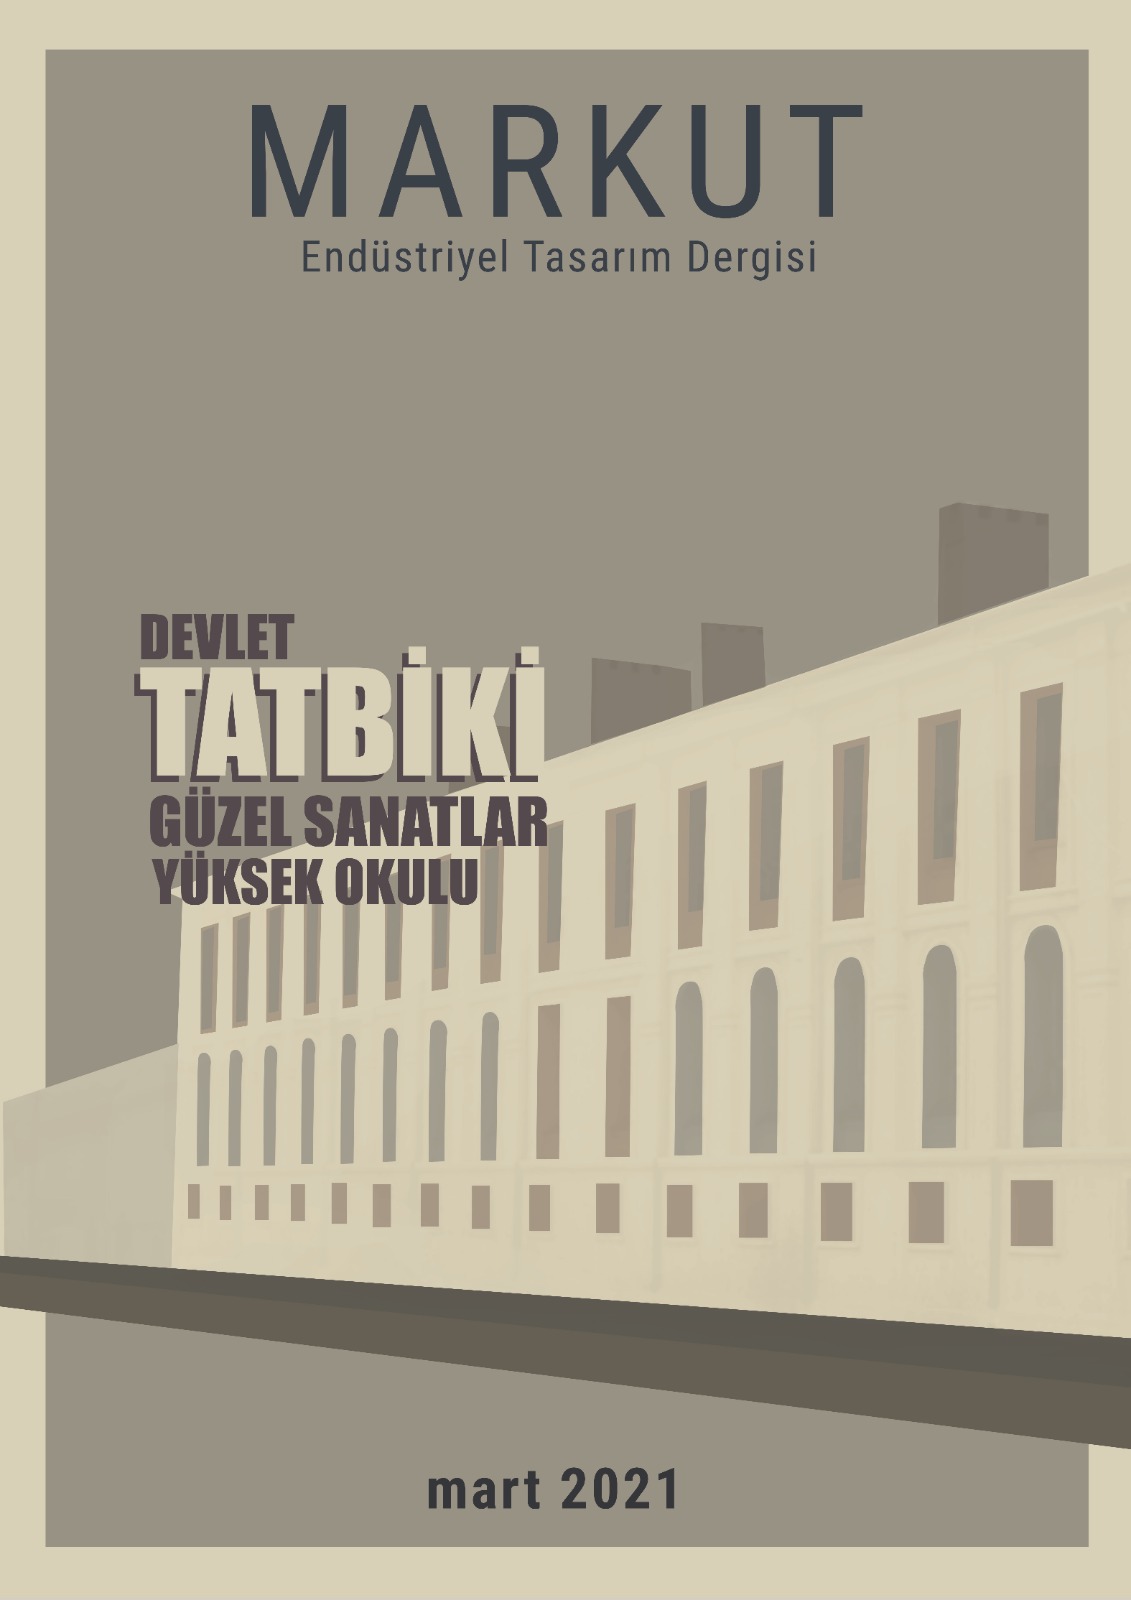 MARKUT
Endüstriyel Tasarım Dergisi
DEVLET
TATBİKİ
GÜZEL SANATLAR
YÜKSEK OKULU
mart 2021